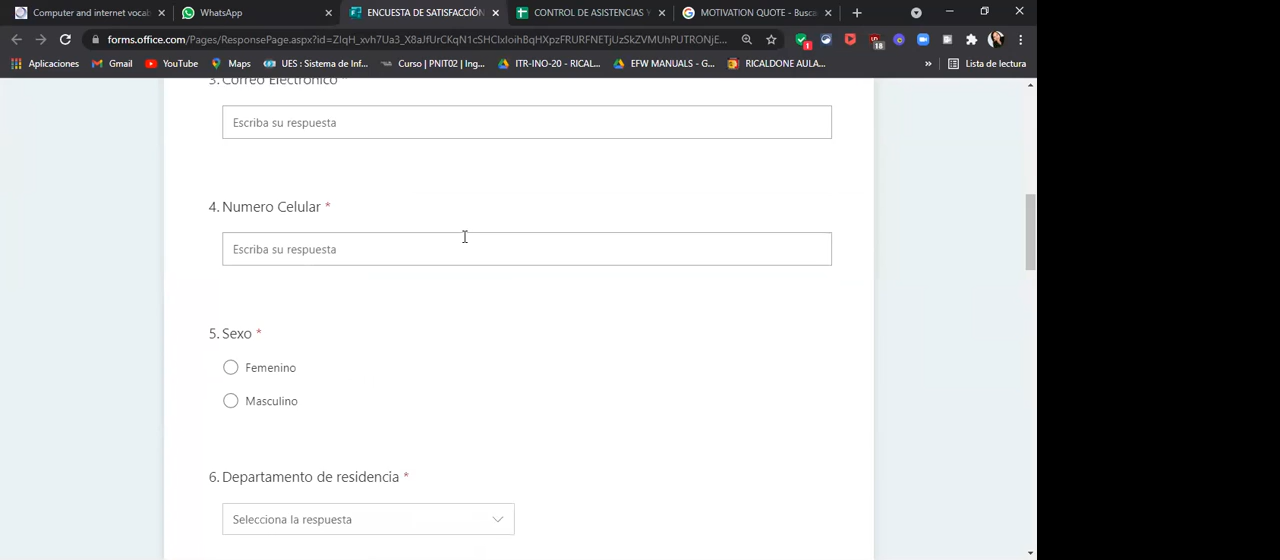 Computer and internet vocab
WhatsApp
ENCUESTA DE SATISFACCIÓN
CONTROL DE ASISTENCIAS Y
MOTIVATION QUOTE - Busca
forms.office.com/Pages/ResponsePage.aspx?id=ZIqH_xvh7Ua3_X8aJfUrCKqN1cSHCIxIoihBqHXpzFRURFNETjUzSkZVMUhPUTRONjE...
1
18
Aplicaciones
Gmail
YouTube
Maps
UES : Sistema de Inf...
Curso | PNIT02 | Ing...
ITR-INO-20 - RICAL...
EFW MANUALS - G...
RICALDONE AULA...
»
Lista de lectura
3. Correo Electronico *
Escriba su respuesta
4. Numero Celular *
Escriba su respuesta
5. Sexo *
Femenino
Masculino
6. Departamento de residencia *
Selecciona la respuesta